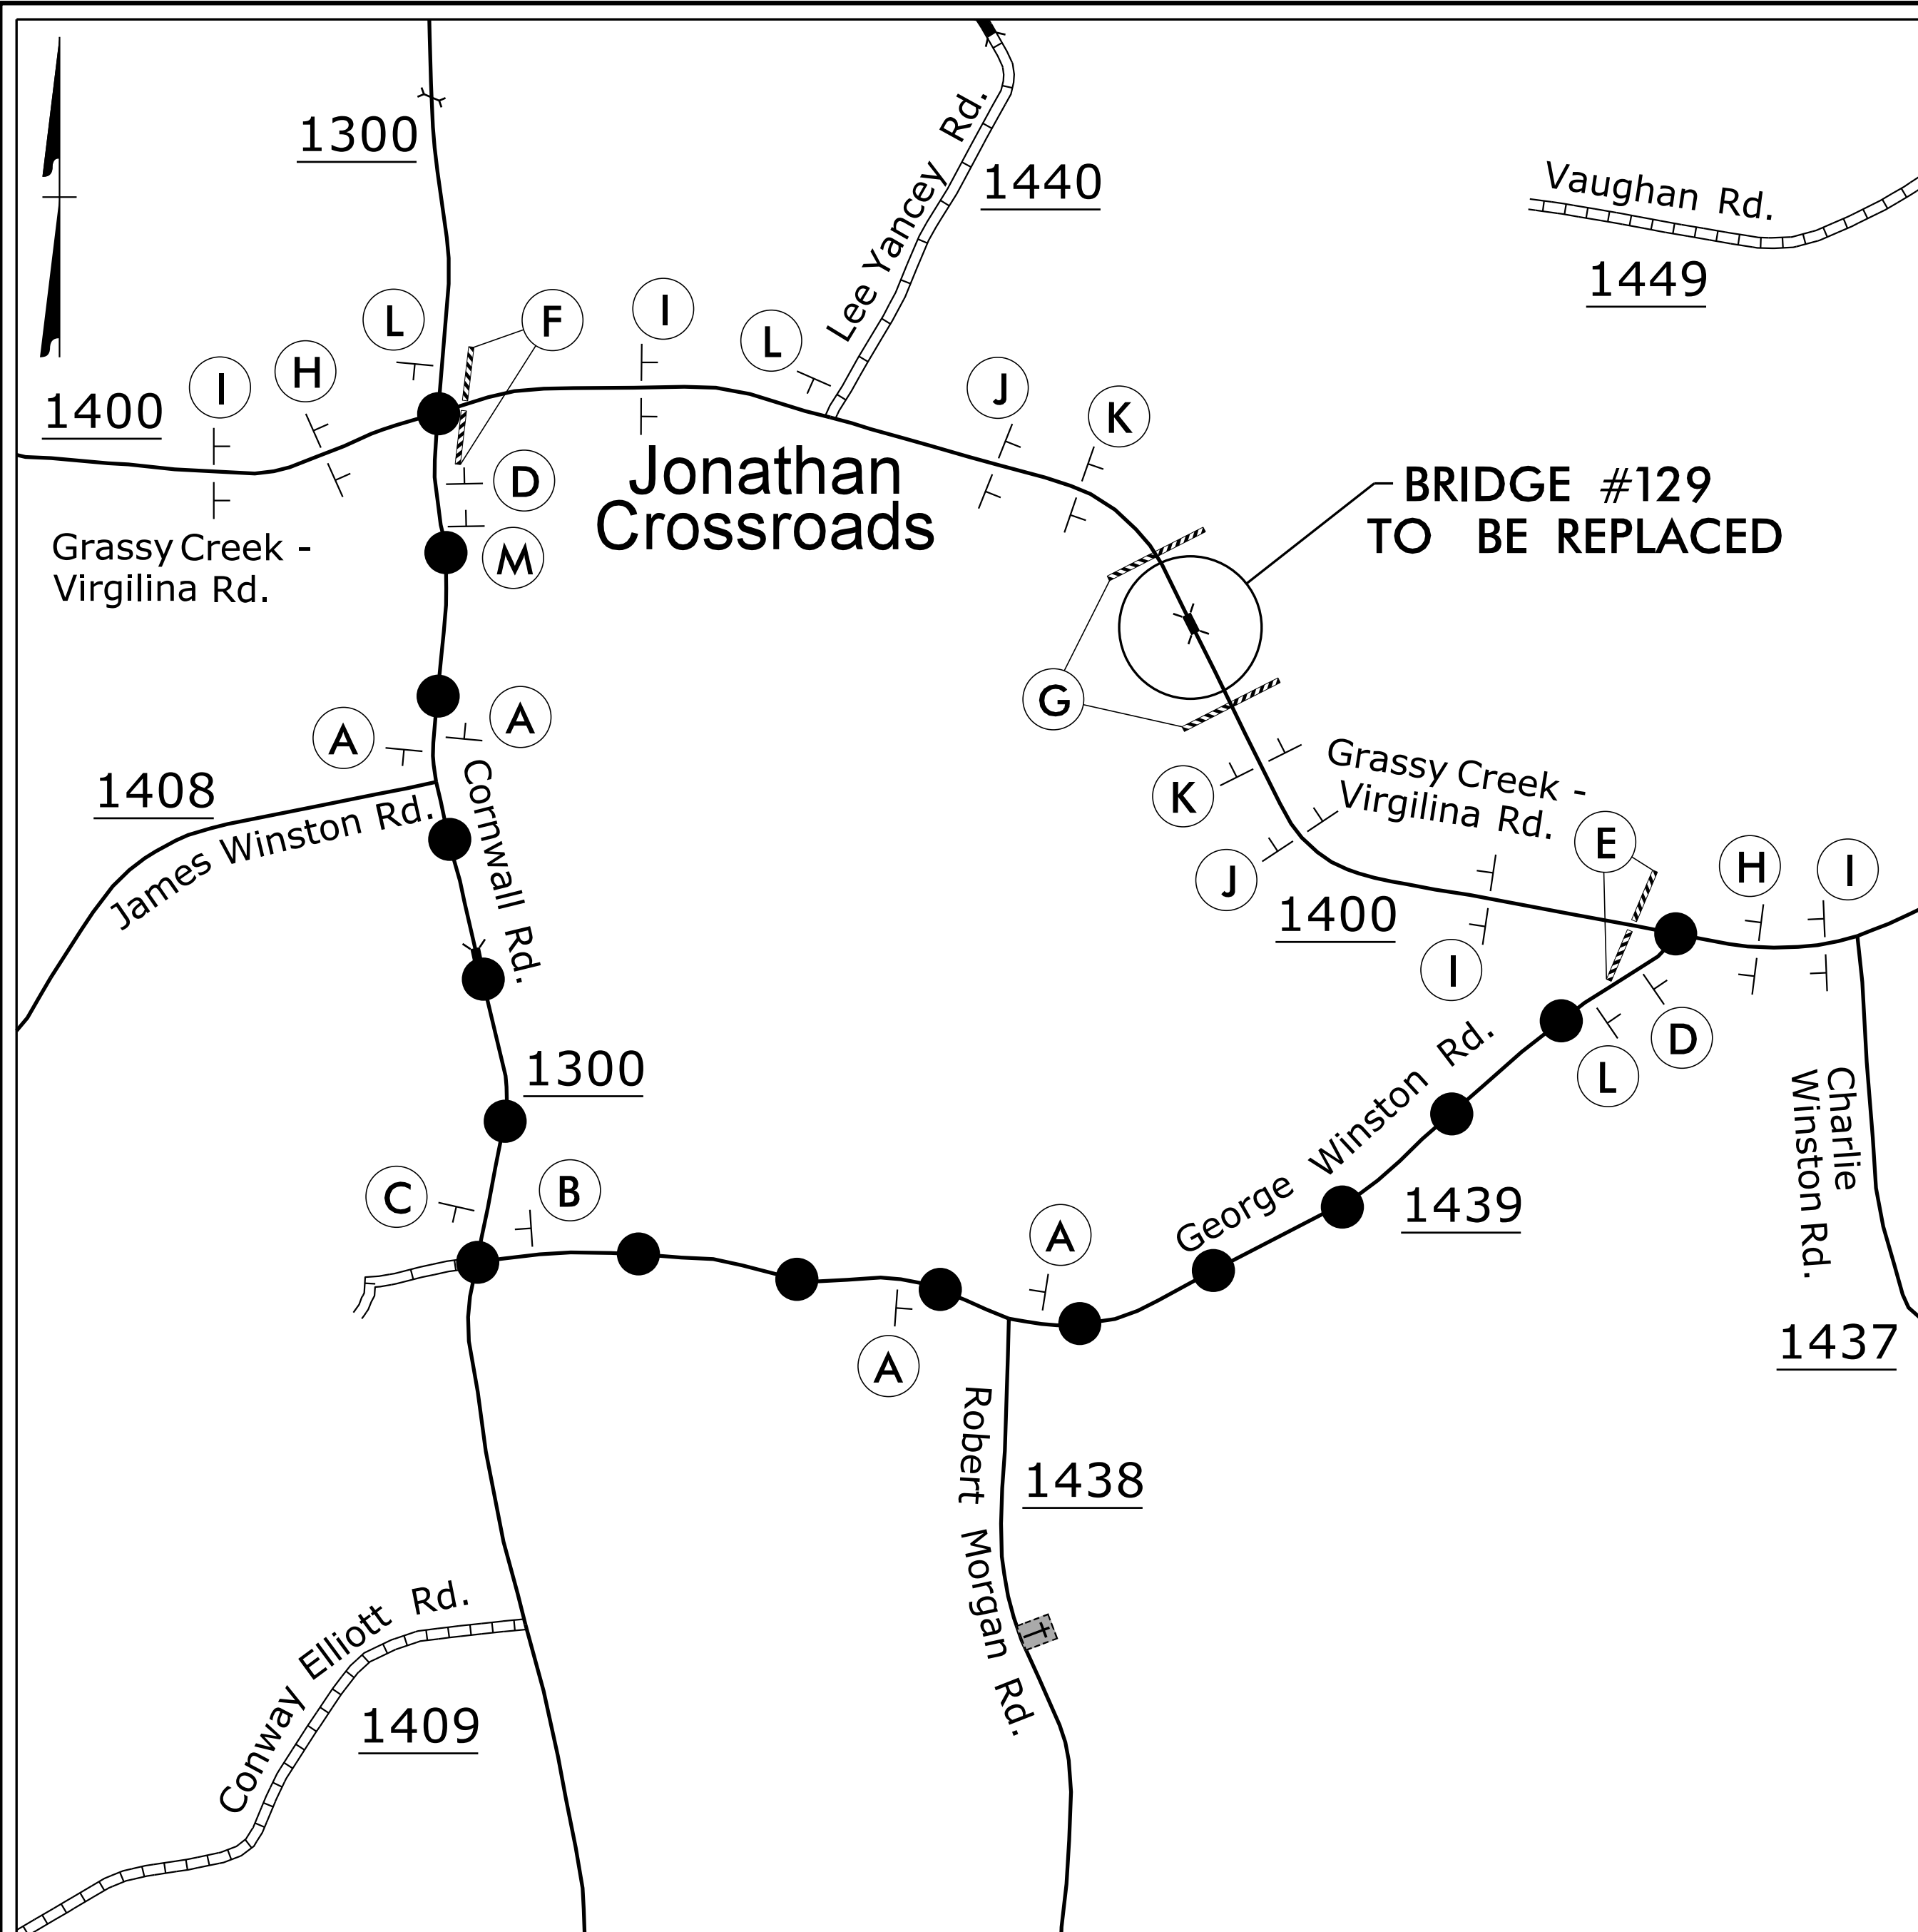 1300
Lee Yancey Rd.
1440
Vaughan Rd.
1449
L
F
I
L
I
H
J
K
1400
Jonathan
Crossroads
BRIDGE #129
TO BE REPLACED
D
M
Grassy Creek -
Virgilina Rd.
G
A
A
1408
James Winston Rd.
Cornwall Rd.
K
J
Grassy Creek -
Virgilina Rd.
E
H
I
1400
I
D
L
1300
C
B
A
A
George Winston Rd.
1439
Charlie
Winston Rd.
1437
Robert Morgan Rd.
1438
Conway Elliott Rd.
1409